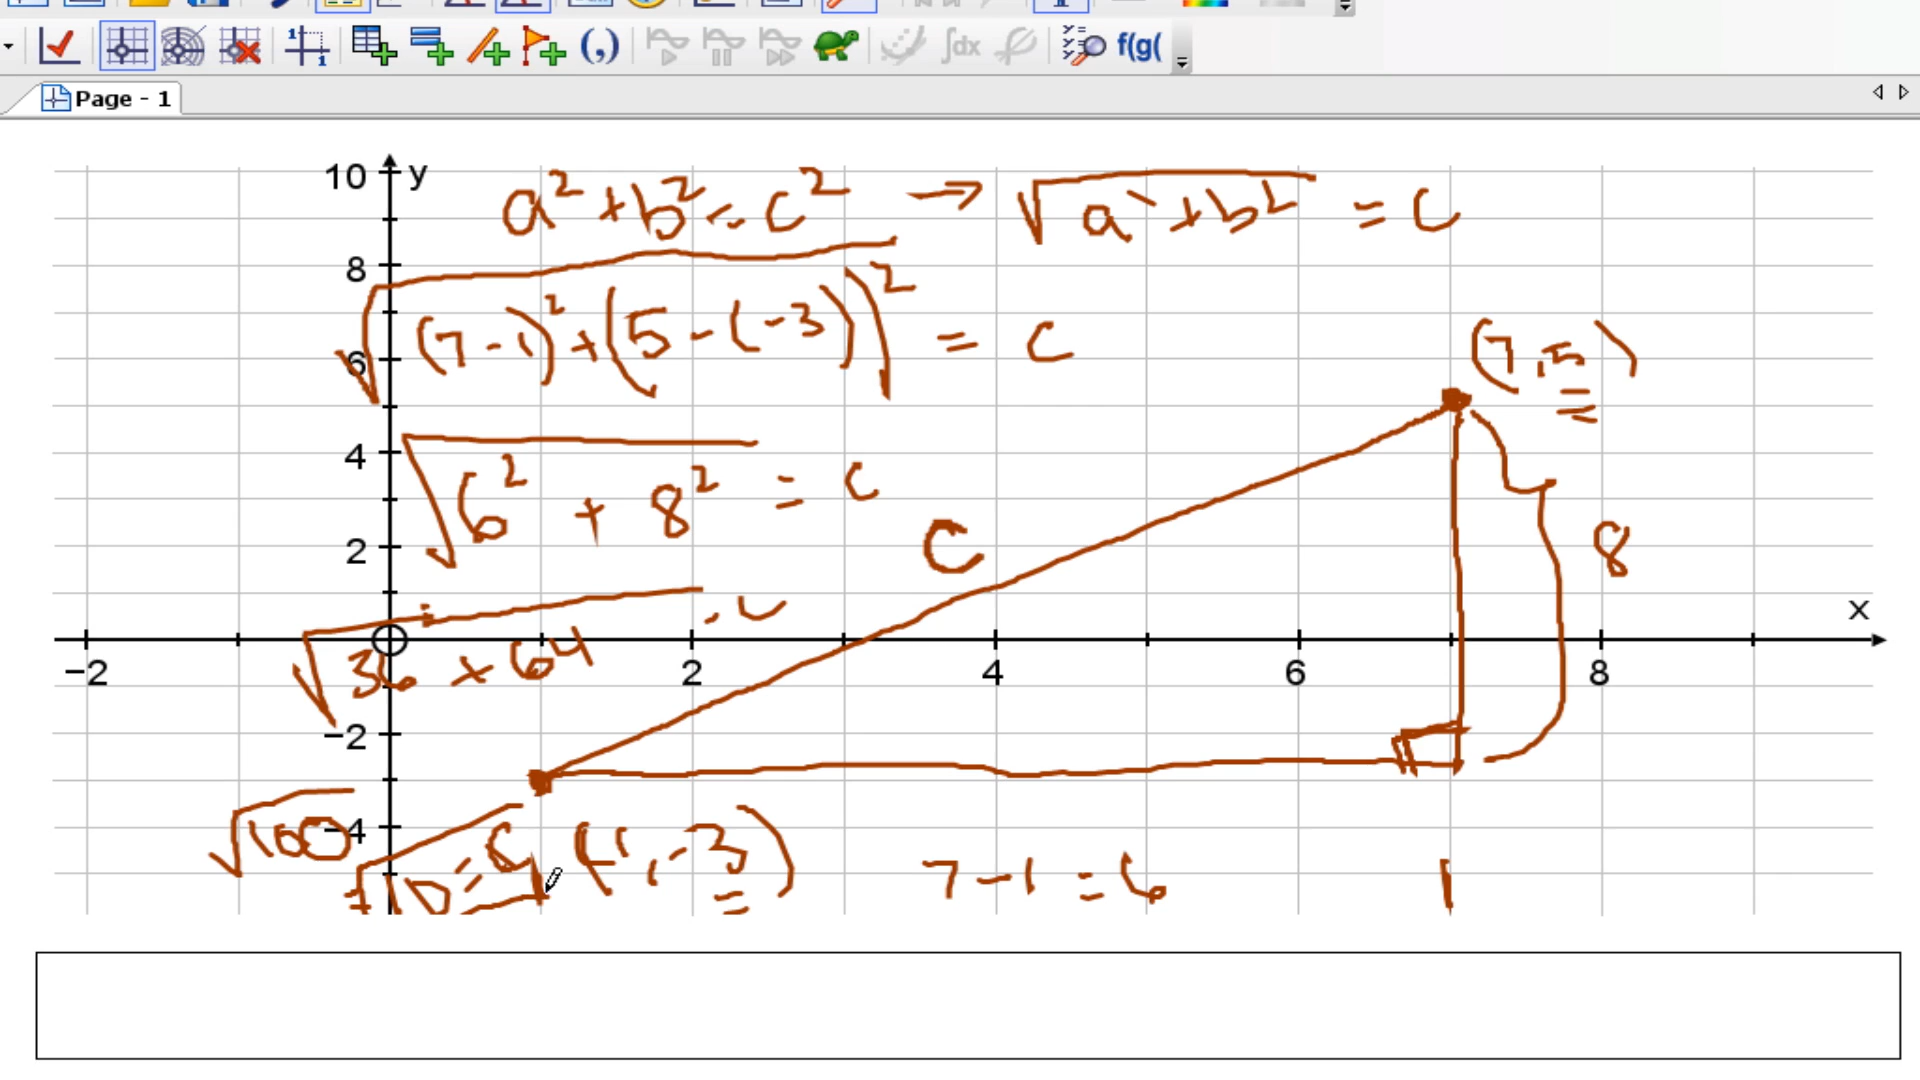 f(g(
Page - 1
10 y
a² + b² = c² → √a² + b² = c
8
√(7 - 1)² + (5 - (-3))² = c
6
(7, 5)
4
√6² + 8² = c
C
2
8
√36 + 64 = c
x
-2 2 4 6 8
-2
√100
-4
10 = c
(1, -3)
7 - 1 = 6